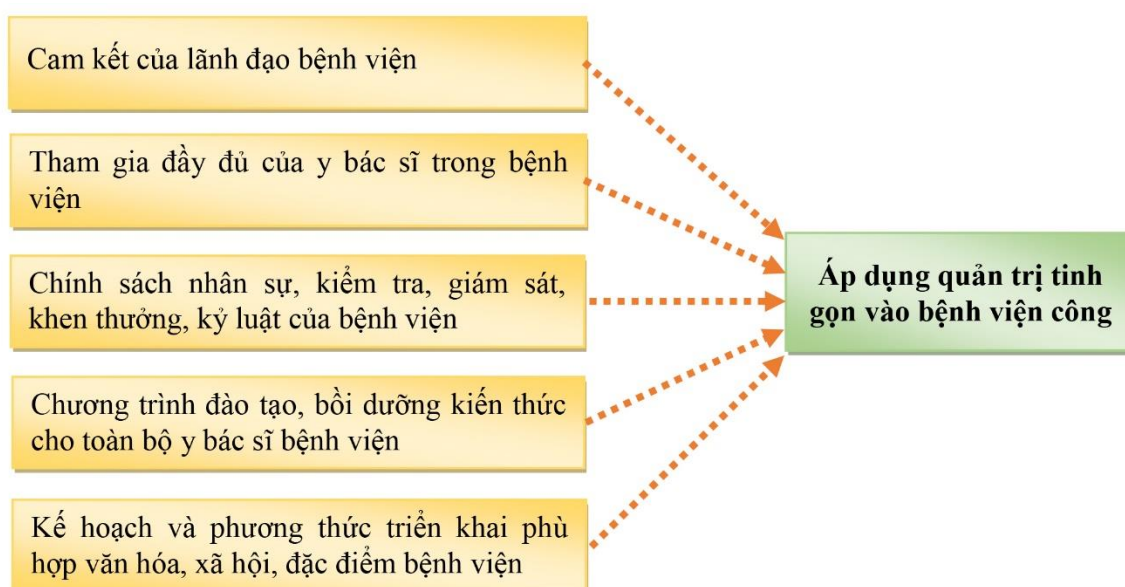 Cam kết của lãnh đạo bệnh viện
Tham gia đầy đủ của y bác sĩ trong bệnh
viện
Chính sách nhân sự, kiểm tra, giám sát,
khen thưởng, kỷ luật của bệnh viện
Chương trình đào tạo, bồi dưỡng kiến thức
cho toàn bộ y bác sĩ bệnh viện
Kế hoạch và phương thức triển khai phù
hợp văn hóa, xã hội, đặc điểm bệnh viện
Áp dụng quản trị tinh
gọn vào bệnh viện công